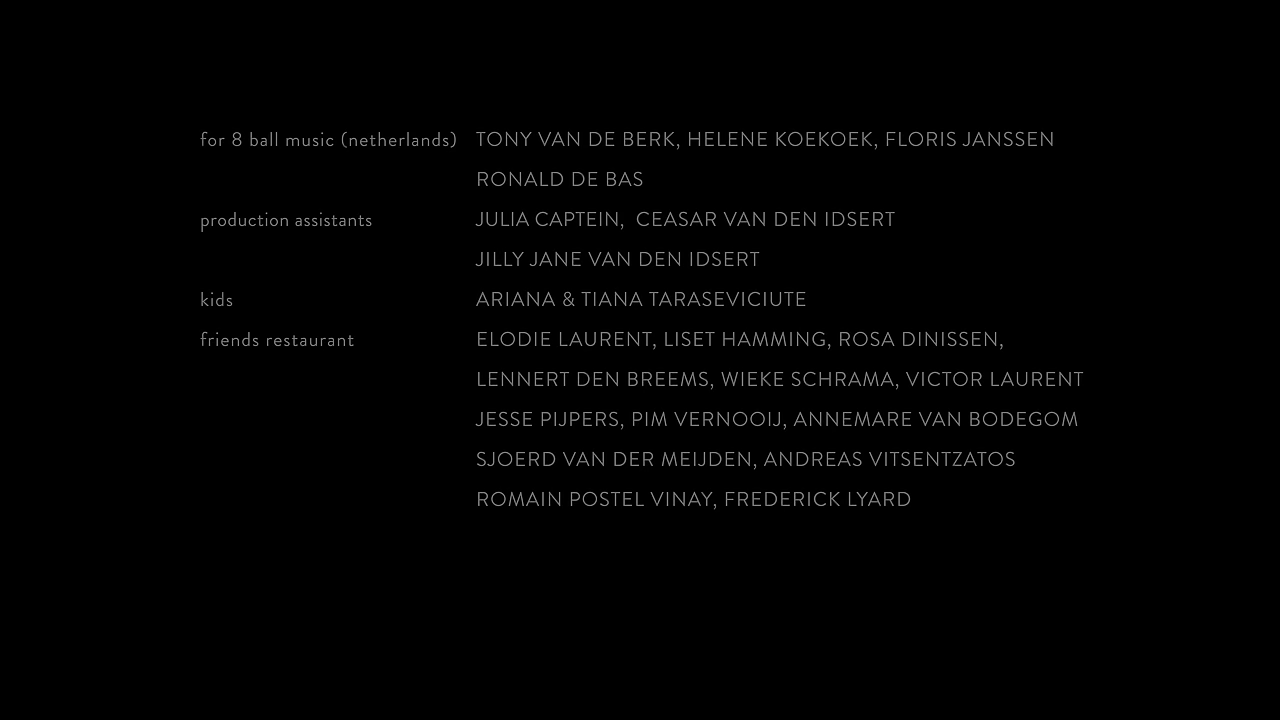 for 8 ball music (netherlands) TONY VAN DE BERK, HELENE KOEKOEK, FLORIS JANSSEN
RONALD DE BAS
production assistants JULIA CAPTEIN, CEASAR VAN DEN IDSERT
JILLY JANE VAN DEN IDSERT
kids ARIANA & TIANA TARASEVICIUTE
friends restaurant ELODIE LAURENT, LISET HAMMING, ROSA DINISSEN,
LENNERT DEN BREEMS, WIEKE SCHRAMA, VICTOR LAURENT
JESSE PIJPERS, PIM VERNOOIJ, ANNEMARE VAN BODEGOM
SJOERD VAN DER MEIJDEN, ANDREAS VITSENTZATOS
ROMAIN POSTEL VINAY, FREDERICK LYARD